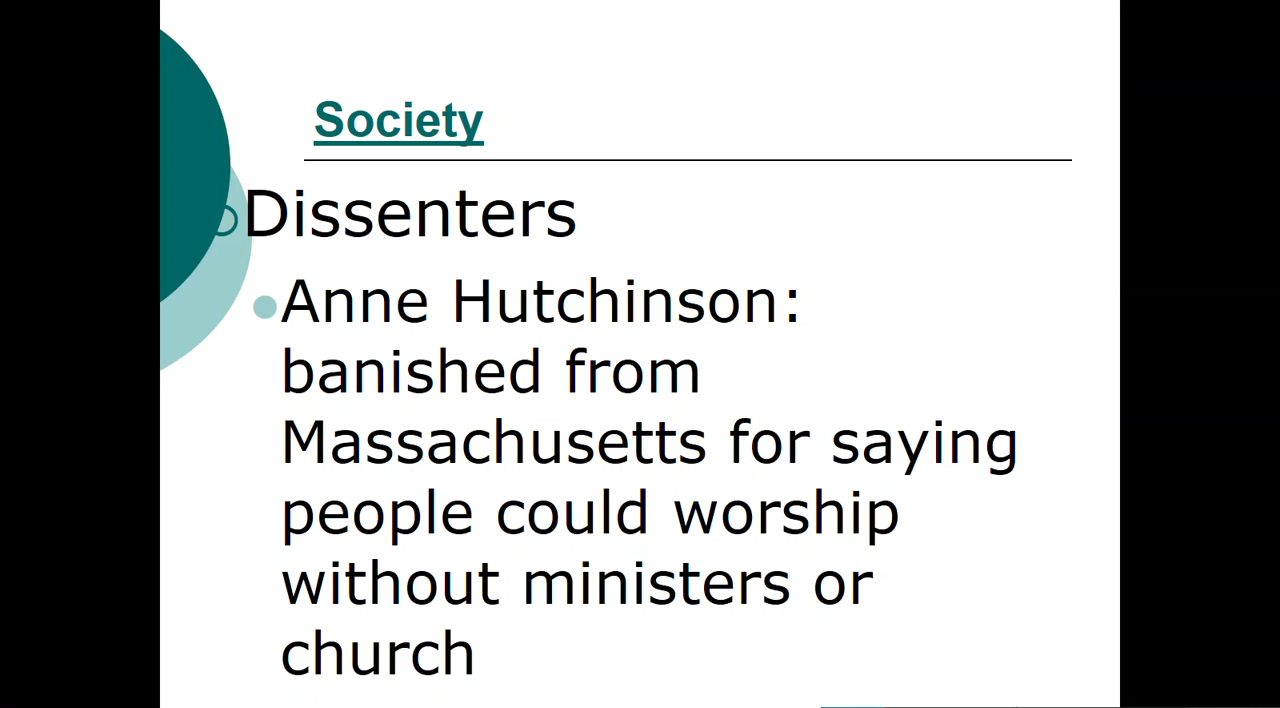 Society
Dissenters
Anne Hutchinson:
banished from
Massachusetts for saying
people could worship
without ministers or
church